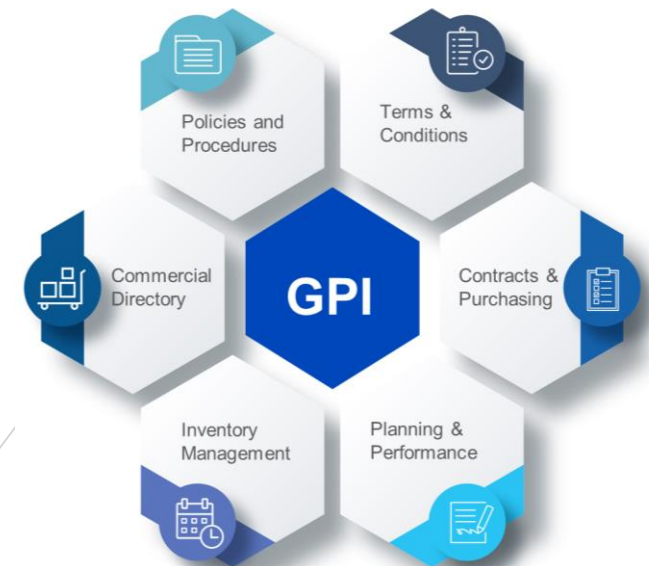 Policies and
Procedures
Terms &
Conditions
Commercial
Directory
GPI
Contracts &
Purchasing
Inventory
Management
Planning &
Performance